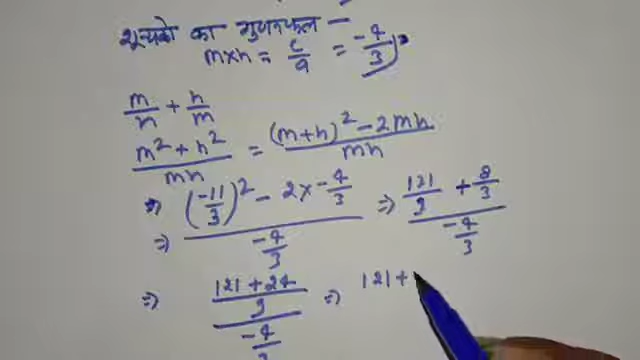 शून्यको का गुणनफल −
m×n = c/a = -4/3
m/n + n/m
(m² + n²)/mn = ((m+n)² − 2mn)/mn
⇒ ((-11/3)² − 2×-4/3)/(-4/3) ⇒ (121/9 + 8/3)/(-4/3)
⇒ ((121+24)/9)/(-4/3) ⇒ 121+